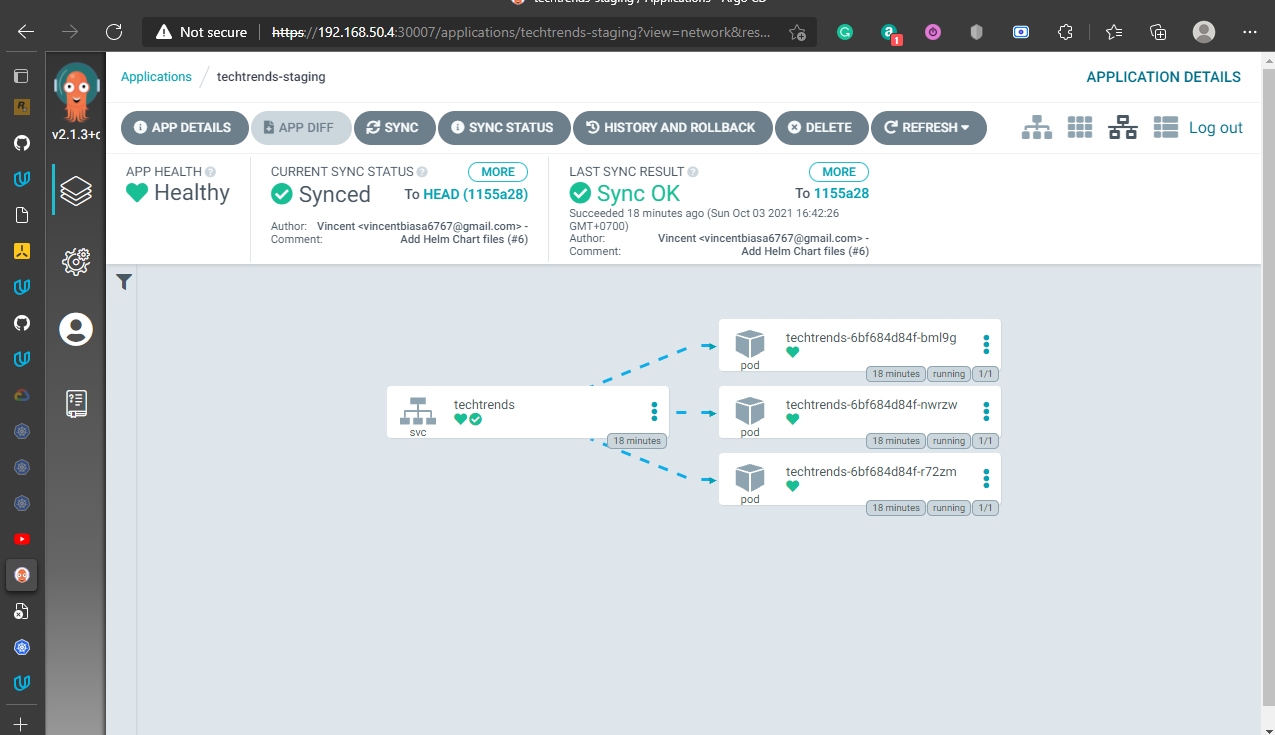 techtrends-staging / Applications - Argo CD
Not secure
https://192.168.50.4:30007/applications/techtrends-staging?view=network&res...
1
R
v2.1.3+
Applications
techtrends-staging
APPLICATION DETAILS
APP DETAILS
APP DIFF
SYNC
SYNC STATUS
HISTORY AND ROLLBACK
DELETE
REFRESH
Log out
APP HEALTH
Healthy
CURRENT SYNC STATUS
MORE
Synced
To HEAD (1155a28)
Author: Vincent <vincentbiasa6767@gmail.com> -
Comment: Add Helm Chart files (#6)
LAST SYNC RESULT
MORE
Sync OK
To 1155a28
Succeeded 18 minutes ago (Sun Oct 03 2021 16:42:26
GMT+0700)
Author: Vincent <vincentbiasa6767@gmail.com> -
Comment: Add Helm Chart files (#6)
svc
techtrends
18 minutes
pod
techtrends-6bf684d84f-bml9g
18 minutes running 1/1
pod
techtrends-6bf684d84f-nwrzw
18 minutes running 1/1
pod
techtrends-6bf684d84f-r72zm
18 minutes running 1/1